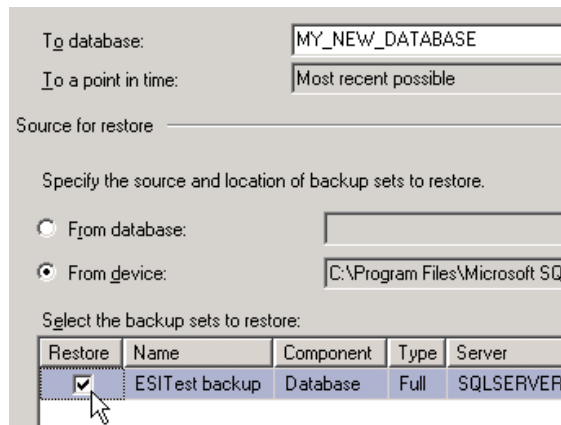 To database: MY_NEW_DATABASE
To a point in time: Most recent possible
Source for restore
Specify the source and location of backup sets to restore.
From database:
From device: C:\Program Files\Microsoft SQ
Select the backup sets to restore:
Restore Name Component Type Server
ESITest backup Database Full SQLSERVER